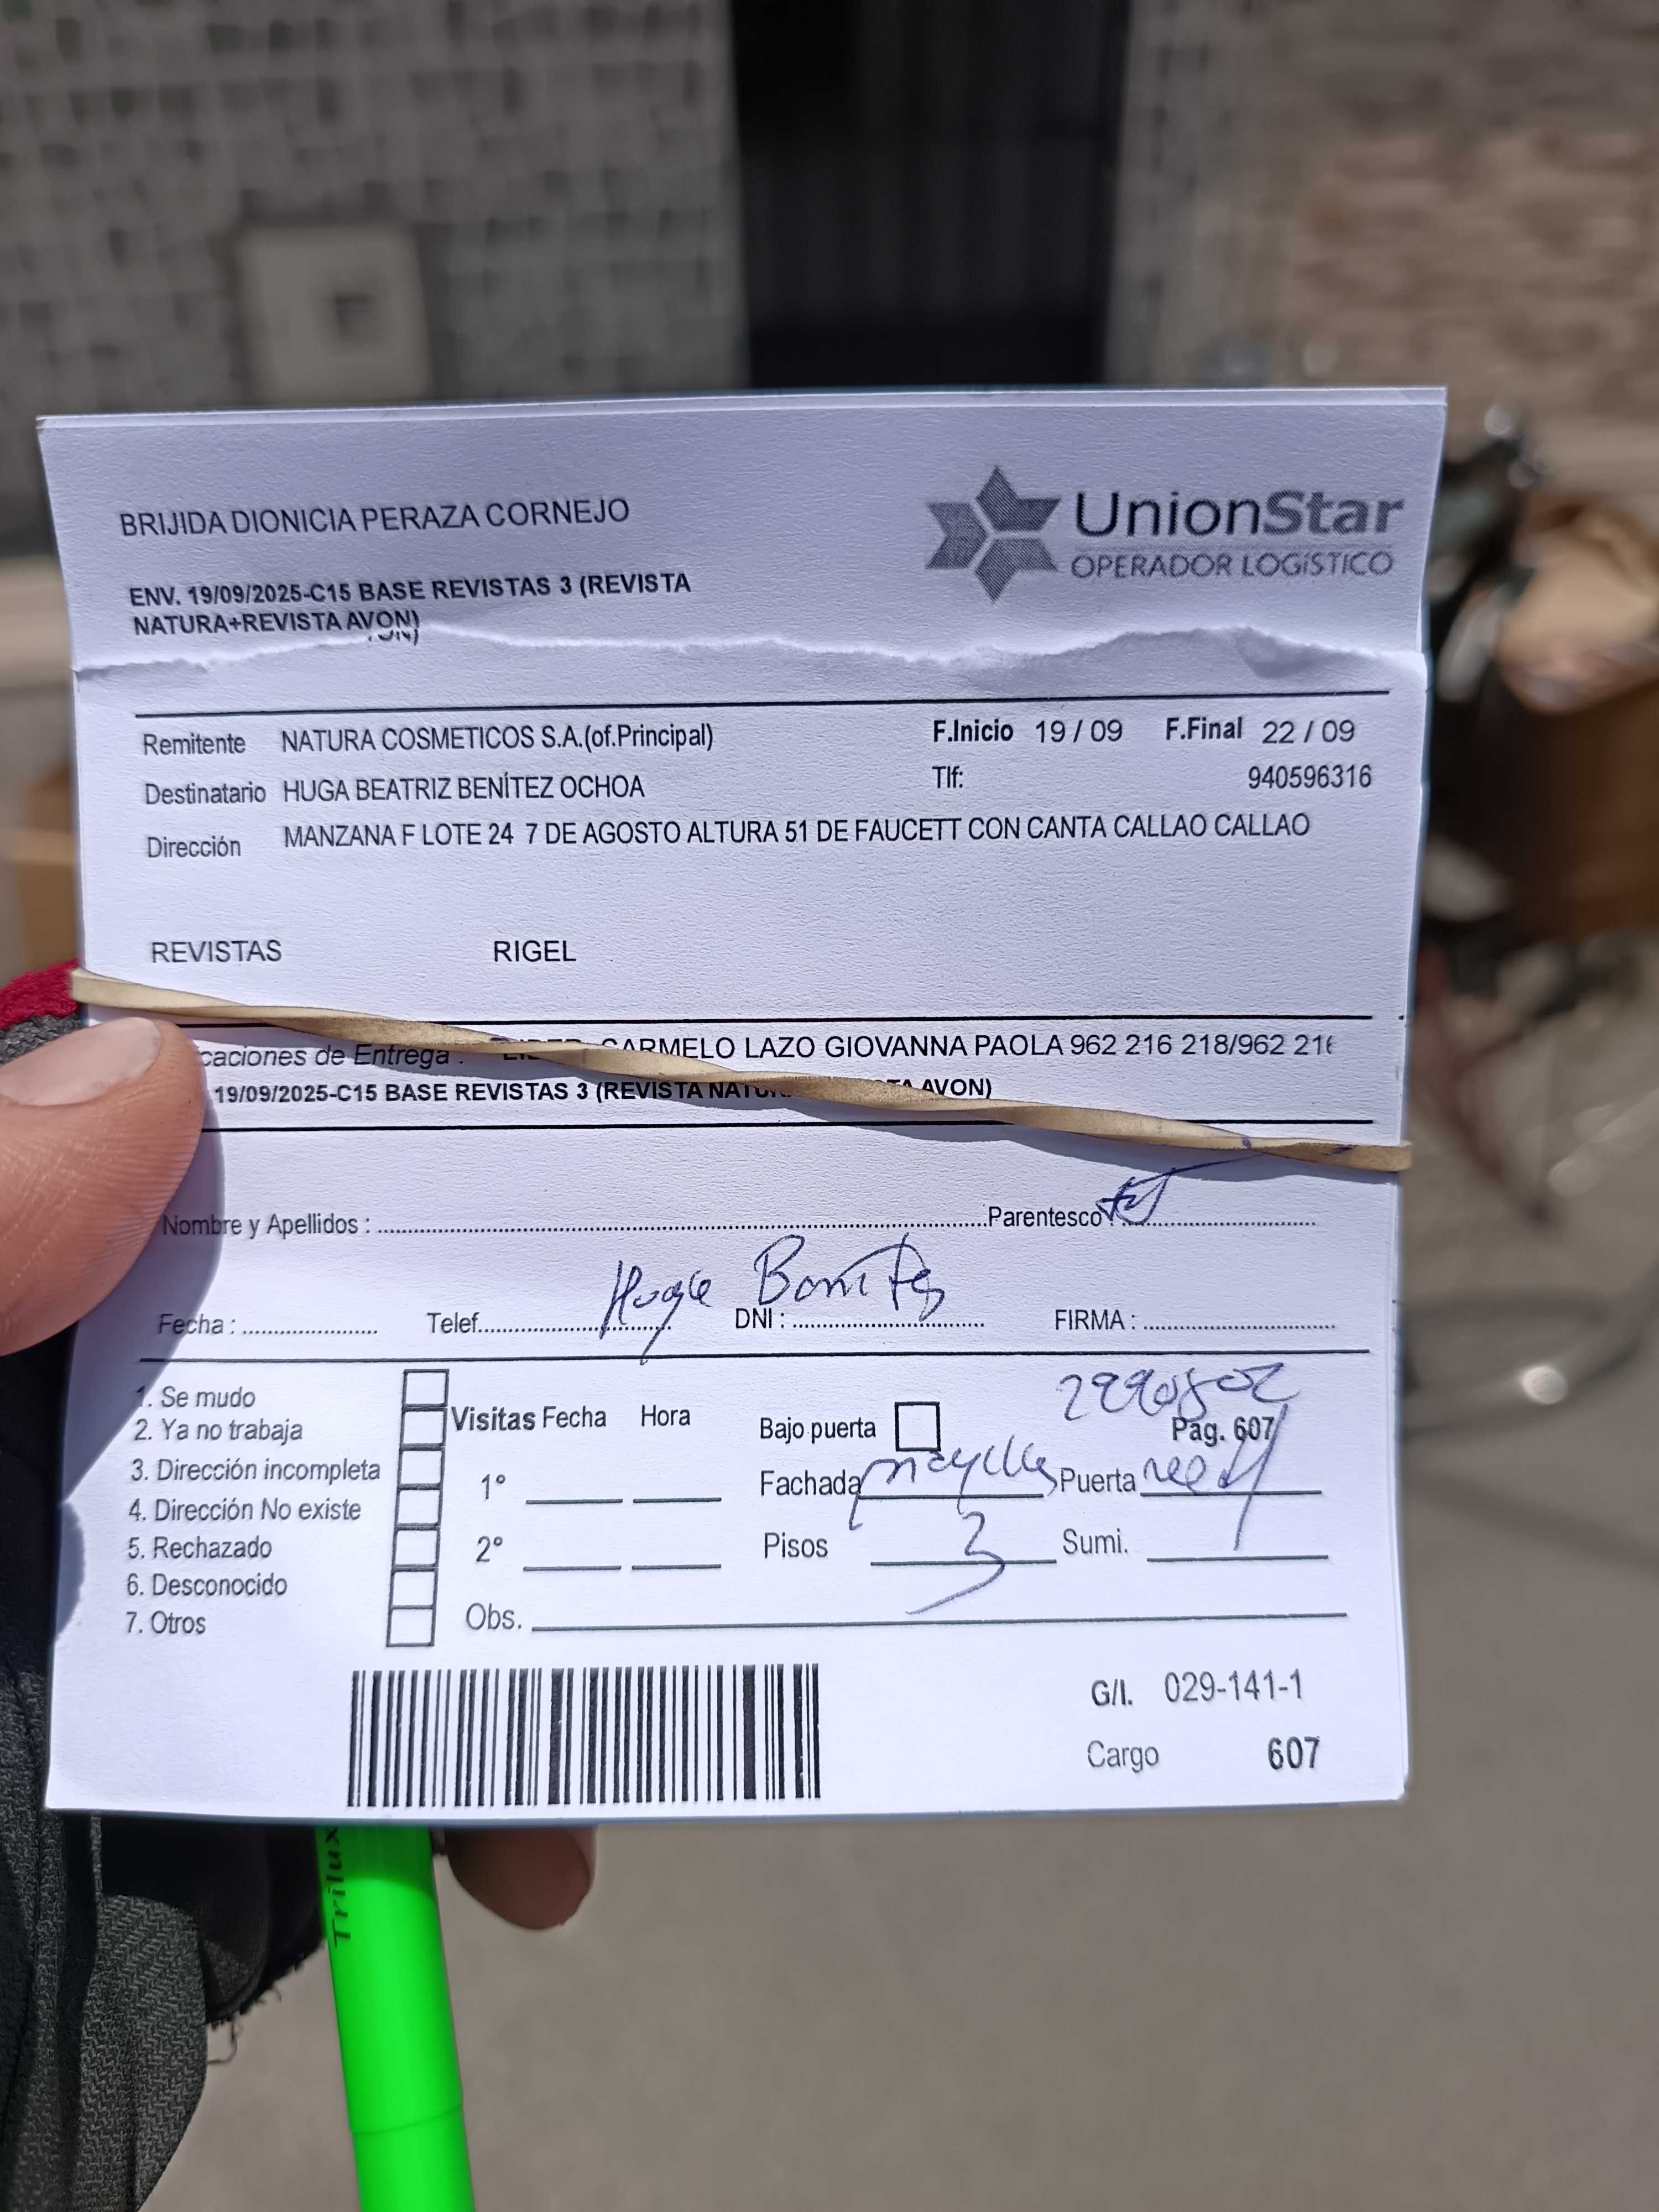 BRIJIDA DIONICIA PERAZA CORNEJO
UnionStar
OPERADOR LOGíSTICO
ENV. 19/09/2025-C15 BASE REVISTAS 3 (REVISTA
NATURA+REVISTA AVON)
Remitente NATURA COSMETICOS S.A.(of.Principal) F.Inicio 19 / 09 F.Final 22 / 09
Destinatario HUGA BEATRIZ BENÍTEZ OCHOA Tlf: 940596316
Dirección MANZANA F LOTE 24 7 DE AGOSTO ALTURA 51 DE FAUCETT CON CANTA CALLAO CALLAO
REVISTAS RIGEL
caciones de Entrega : CARMELO LAZO GIOVANNA PAOLA 962 216 218/962 216
19/09/2025-C15 BASE REVISTAS 3 (REVISTA AVON)
Nombre y Apellidos : Parentesco
Fecha : Telef. DNI : FIRMA :
1. Se mudo
2. Ya no trabaja
3. Dirección incompleta
4. Dirección No existe
5. Rechazado
6. Desconocido
7. Otros
Visitas Fecha Hora
1°
2°
Obs.
Bajo puerta Pag. 607
Fachada Puerta
Pisos 3 Sumi.
G/I. 029-141-1
Cargo 607
Trilux